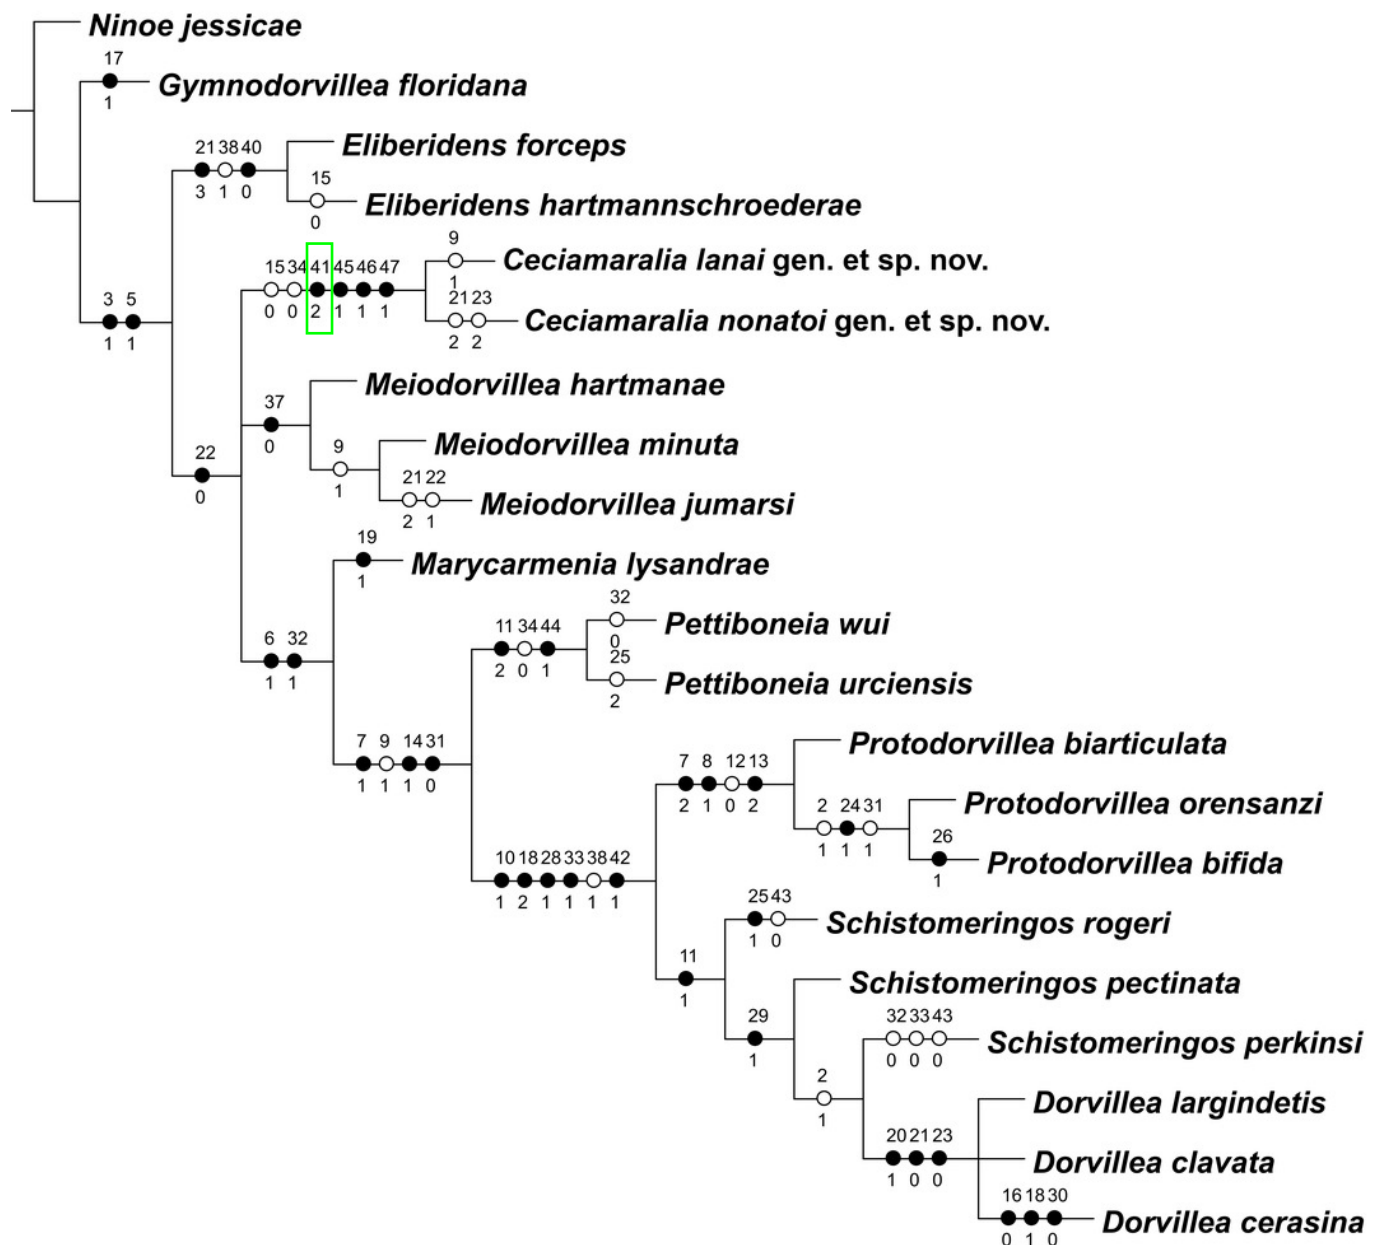 Ninoe jessicae
17
Gymnodorvillea floridana
1
21 38 40
Eliberidens forceps
3 1 0
15
Eliberidens hartmannschroederae
0
9
Ceciamaralia lanai gen. et sp. nov.
1
15 34 41 45 46 47
0 0 2 1 1 1
21 23
Ceciamaralia nonatoi gen. et sp. nov.
2 2
3 5
1 1
Meiodorvillea hartmanae
37
0
9
Meiodorvillea minuta
1
22
0
21 22
Meiodorvillea jumarsi
2 1
19
Marycarmenia lysandrae
1
32
Pettiboneia wui
0
11 34 44
2 0 1
6 32
1 1
25
Pettiboneia urciensis
2
7 9 14 31
1 1 1 0
Protodorvillea biarticulata
7 8 12 13
2 1 0 2
2 24 31
Protodorvillea orensanzi
1 1 1
26
Protodorvillea bifida
1
10 18 28 33 38 42
1 2 1 1 1 1
25 43
Schistomeringos rogeri
1 0
11
1
Schistomeringos pectinata
29
1
32 33 43
Schistomeringos perkinsi
0 0 0
2
1
Dorvillea largindetis
20 21 23
Dorvillea clavata
1 0 0
16 18 30
Dorvillea cerasina
0 1 0